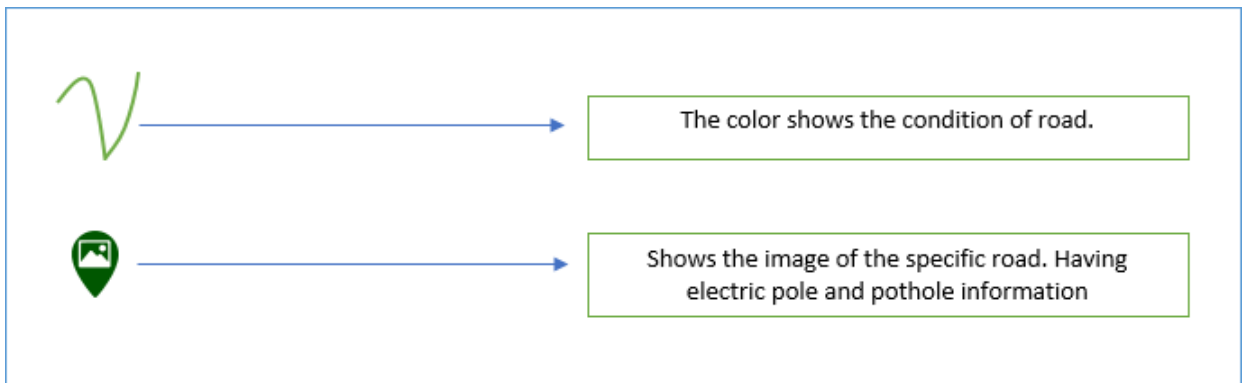 The color shows the condition of road.
Shows the image of the specific road. Having
electric pole and pothole information